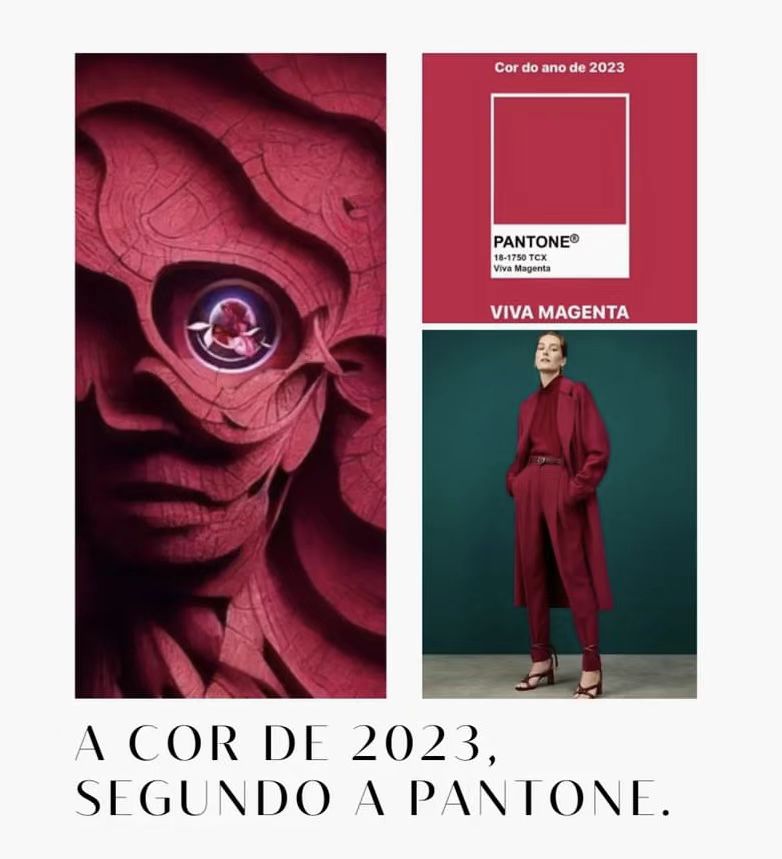 Cor do ano de 2023
PANTONE®
18-1750 TCX
Viva Magenta
VIVA MAGENTA
A COR DE 2023,
SEGUNDO A PANTONE.